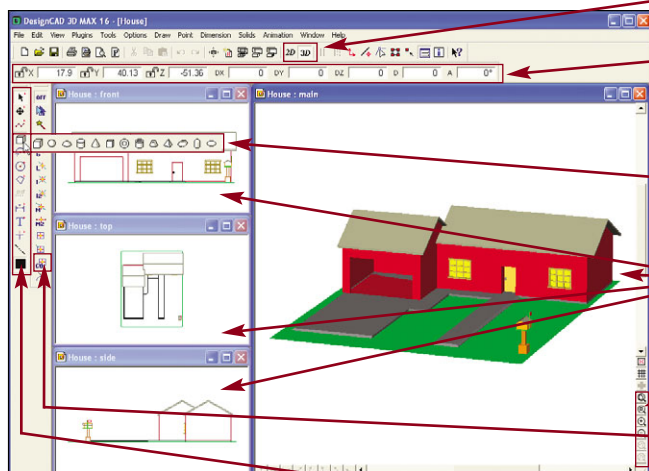 DesignCAD 3D MAX 16 - [House]
File Edit View Plugins Tools Options Draw Point Dimension Solids Animation Window Help
2D 3D
X 17.9 Y 40.13 Z -51.36 DX 0 DY 0 DZ 0 D 0 A 0°
OFF
House : front
House : main
House : top
House : side